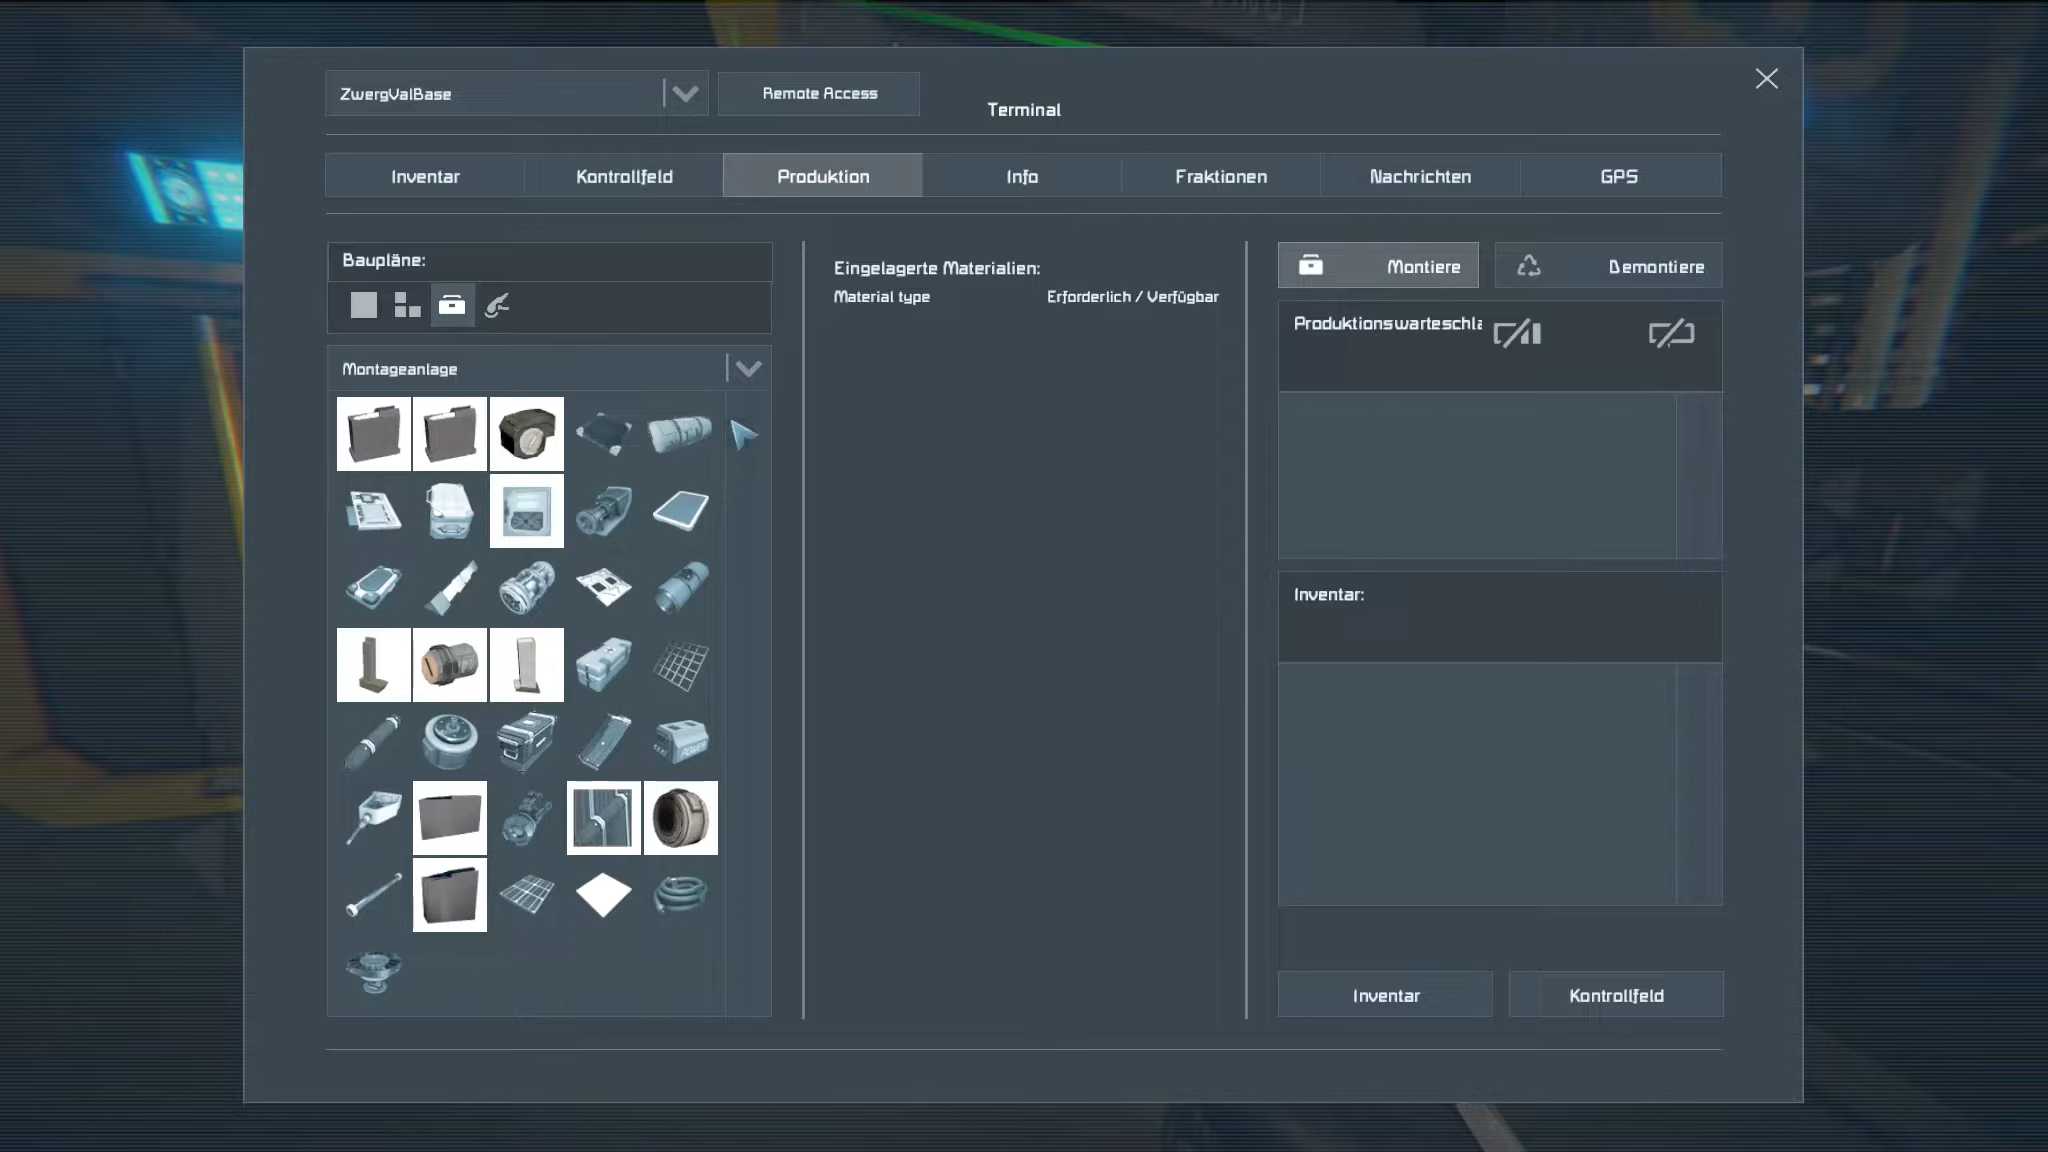 ZwergValBase
Remote Access
Terminal
Inventar
Kontrollfeld
Produktion
Info
Fraktionen
Nachrichten
GPS
Baupläne:
Montageanlage
Eingelagerte Materialien:
Material type
Erforderlich / Verfügbar
Montiere
Demontiere
Produktionswarteschla
Inventar:
Inventar
Kontrollfeld